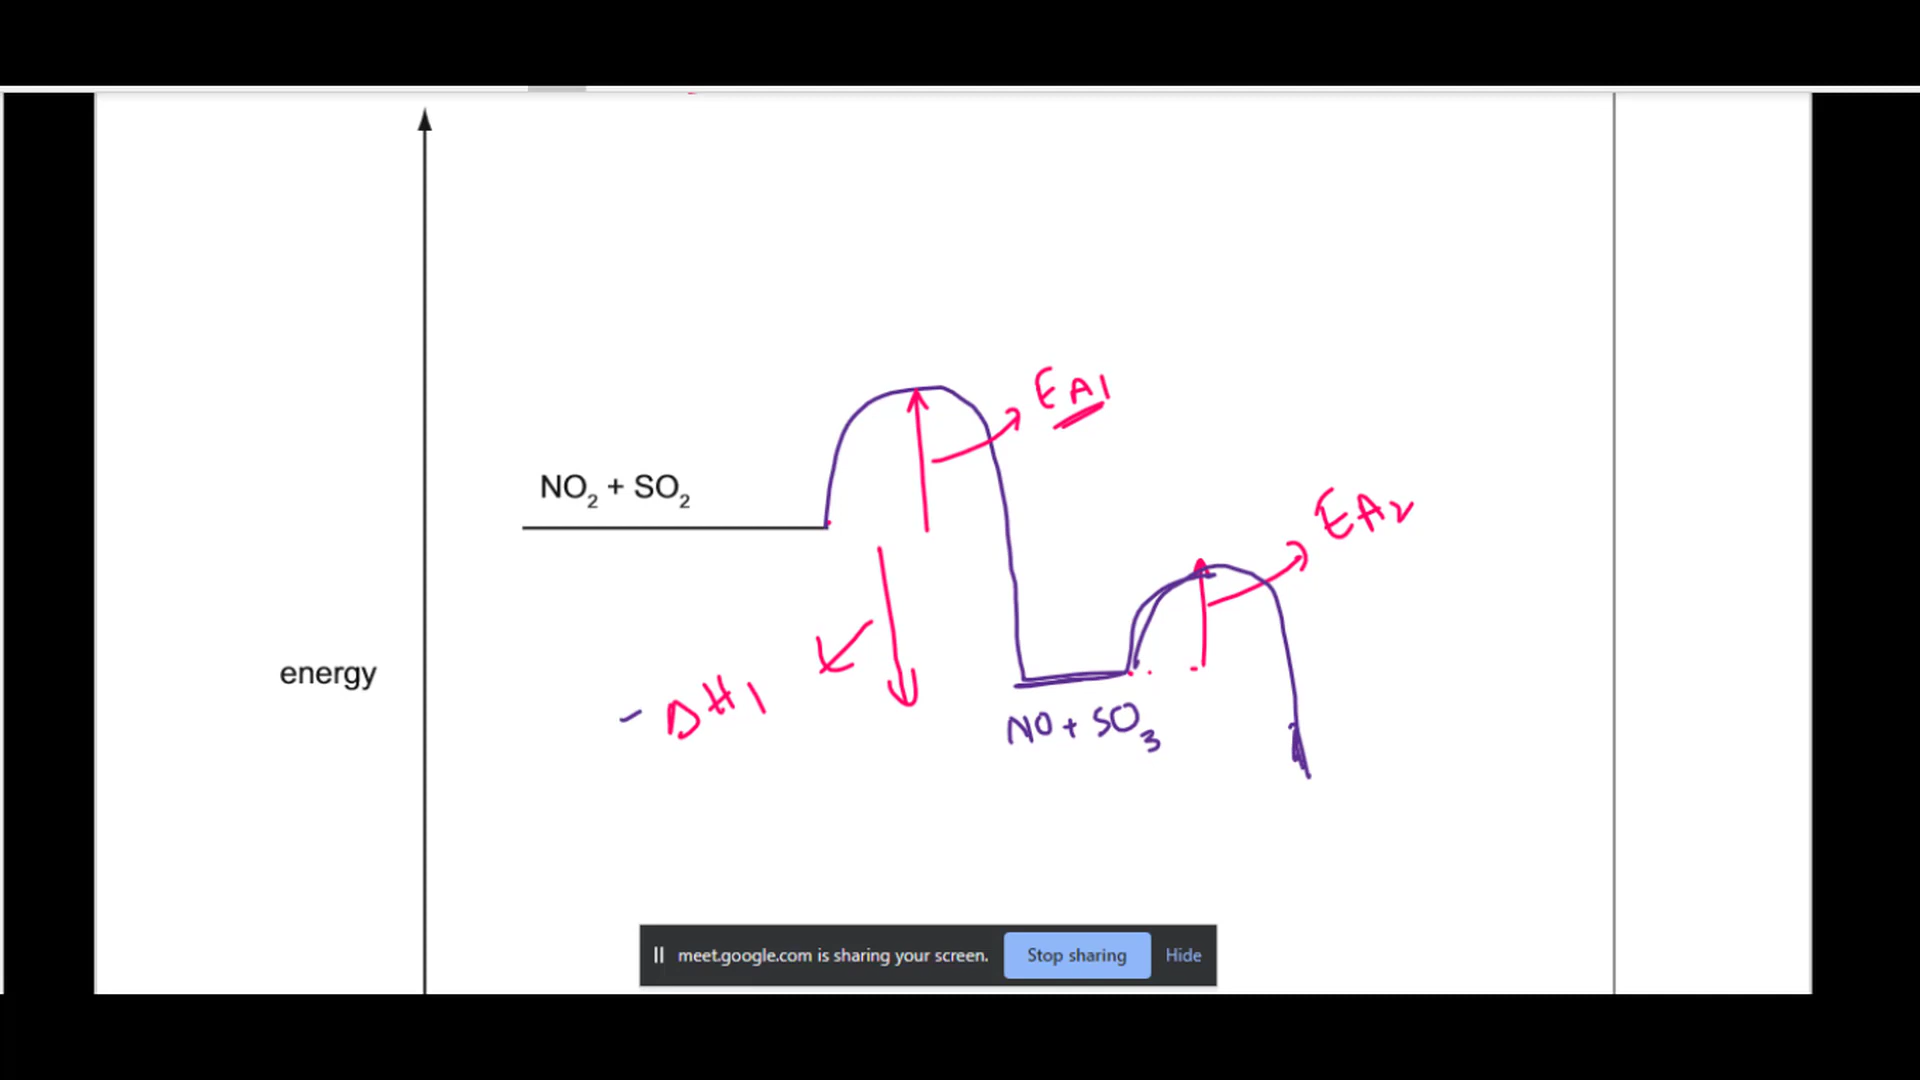 EA1
NO2 + SO2
EA2
energy
- ΔH1
NO + SO3
meet.google.com is sharing your screen. Stop sharing Hide